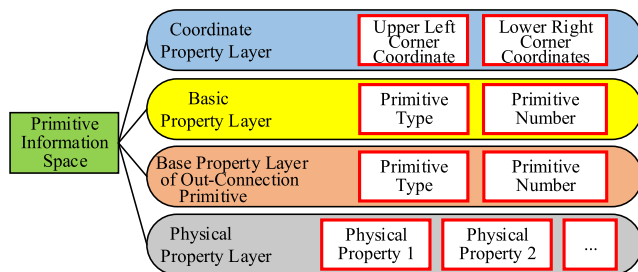 Primitive
Information
Space
Coordinate
Property Layer
Upper Left
Corner
Coordinate
Lower Right
Corner
Coordinates
Basic
Property Layer
Primitive
Type
Primitive
Number
Base Property Layer
of Out-Connection
Primitive
Primitive
Type
Primitive
Number
Physical
Property Layer
Physical
Property 1
Physical
Property 2
...